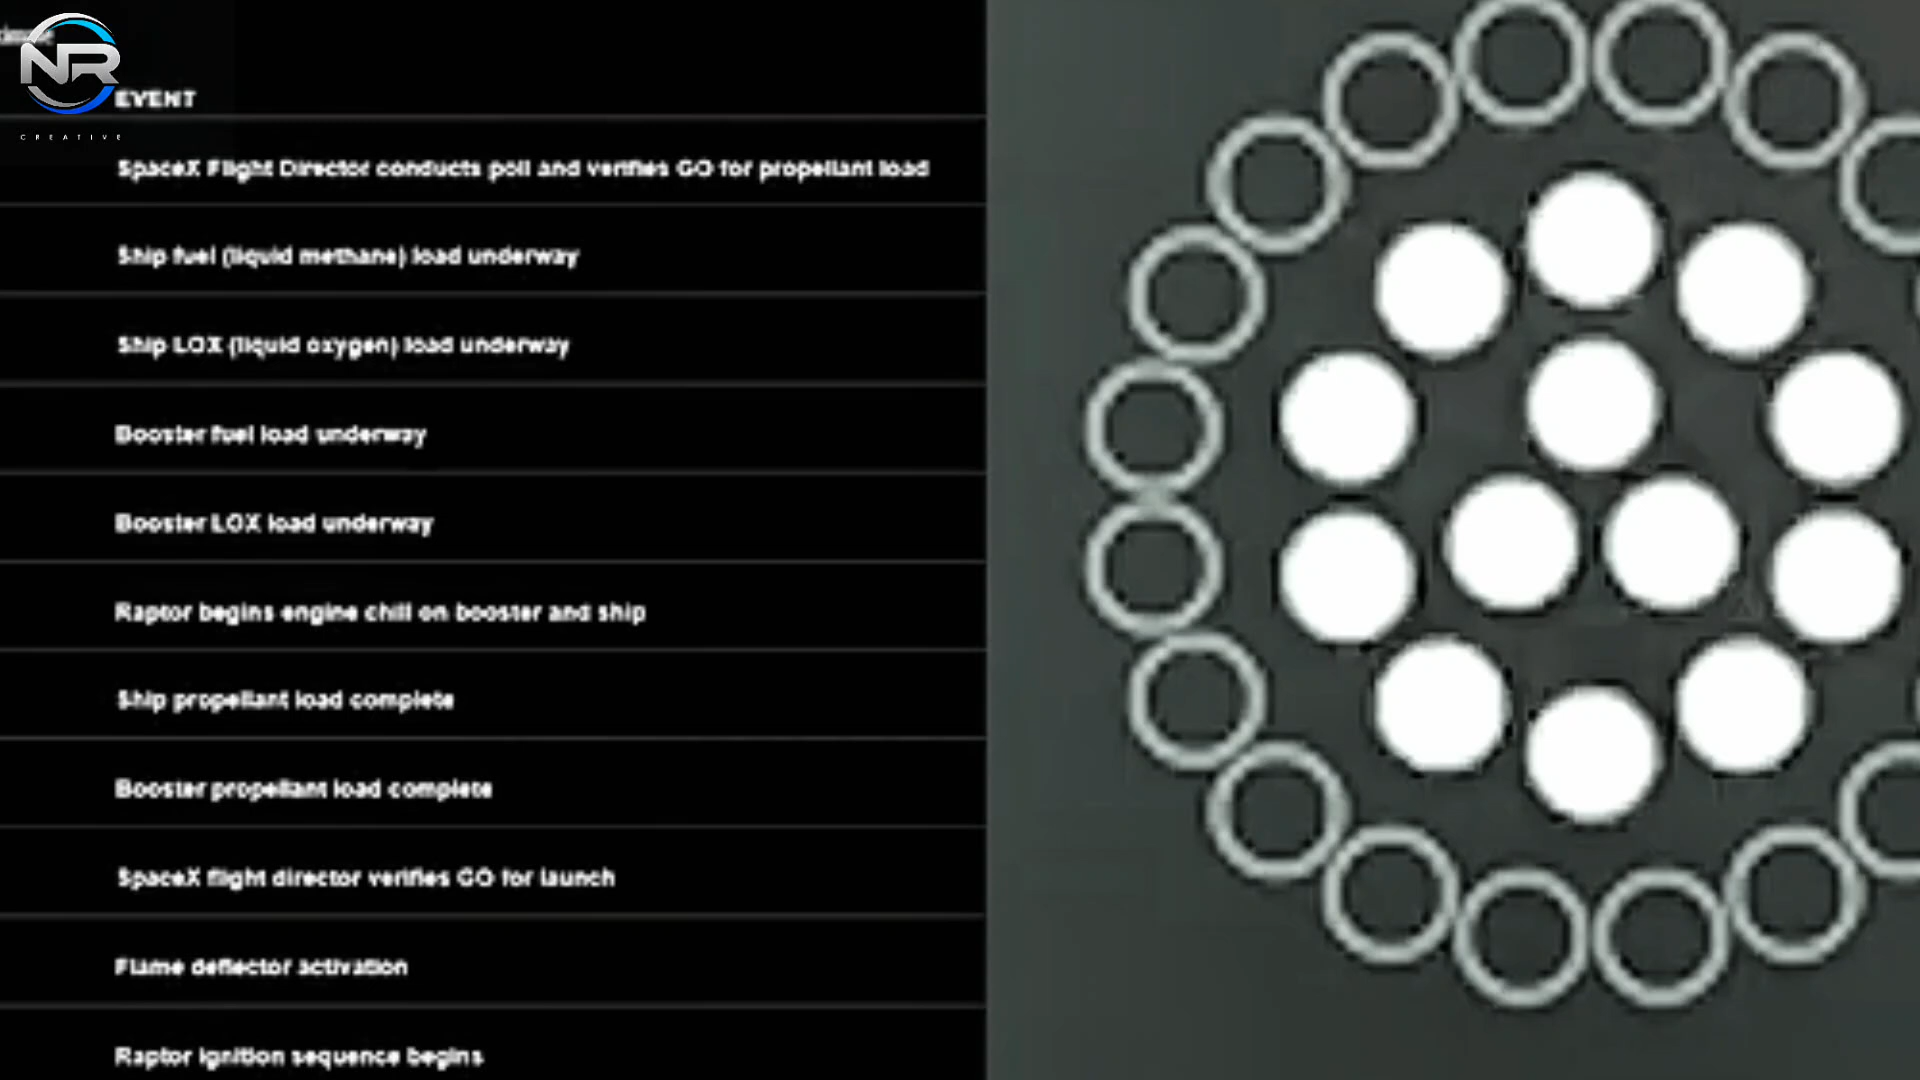 NR
CREATIVE
EVENT
SpaceX Flight Director conducts poll and verifies GO for propellant load
Ship fuel (liquid methane) load underway
Ship LOX (liquid oxygen) load underway
Booster fuel load underway
Booster LOX load underway
Raptor begins engine chill on booster and ship
Ship propellant load complete
Booster propellant load complete
SpaceX flight director verifies GO for launch
Flame deflector activation
Raptor ignition sequence begins